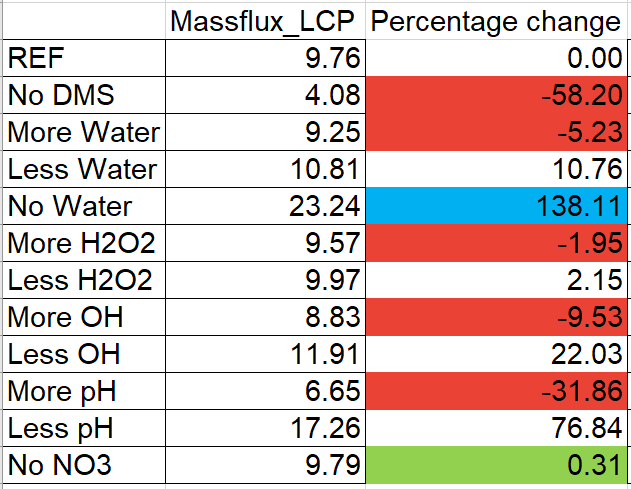 Massflux_LCP Percentage change
REF 9.76 0.00
No DMS 4.08 -58.20
More Water 9.25 -5.23
Less Water 10.81 10.76
No Water 23.24 138.11
More H2O2 9.57 -1.95
Less H2O2 9.97 2.15
More OH 8.83 -9.53
Less OH 11.91 22.03
More pH 6.65 -31.86
Less pH 17.26 76.84
No NO3 9.79 0.31